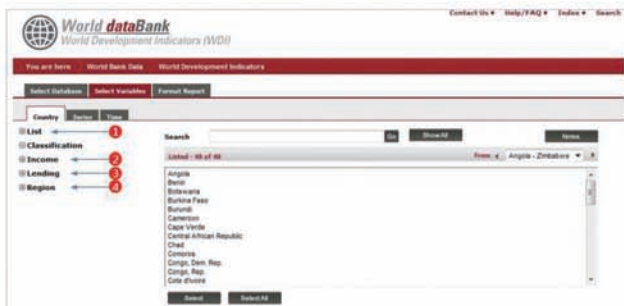 Contact Us Help/FAQ Index Search
World dataBank
World Development Indicators (WDI)
You are here World Bank Data World Development Indicators
Select Database Select Variables Format Report
Country Series Time
List 1
Classification
Income 2
Lending 3
Region 4
Search Go Show All Notes
Listed - 48 of 48 From Angola - Zimbabwe
Angola
Benin
Botswana
Burkina Faso
Burundi
Cameroon
Cape Verde
Central African Republic
Chad
Comoros
Congo, Dem. Rep.
Congo, Rep.
Cote d'Ivoire
Select Select All